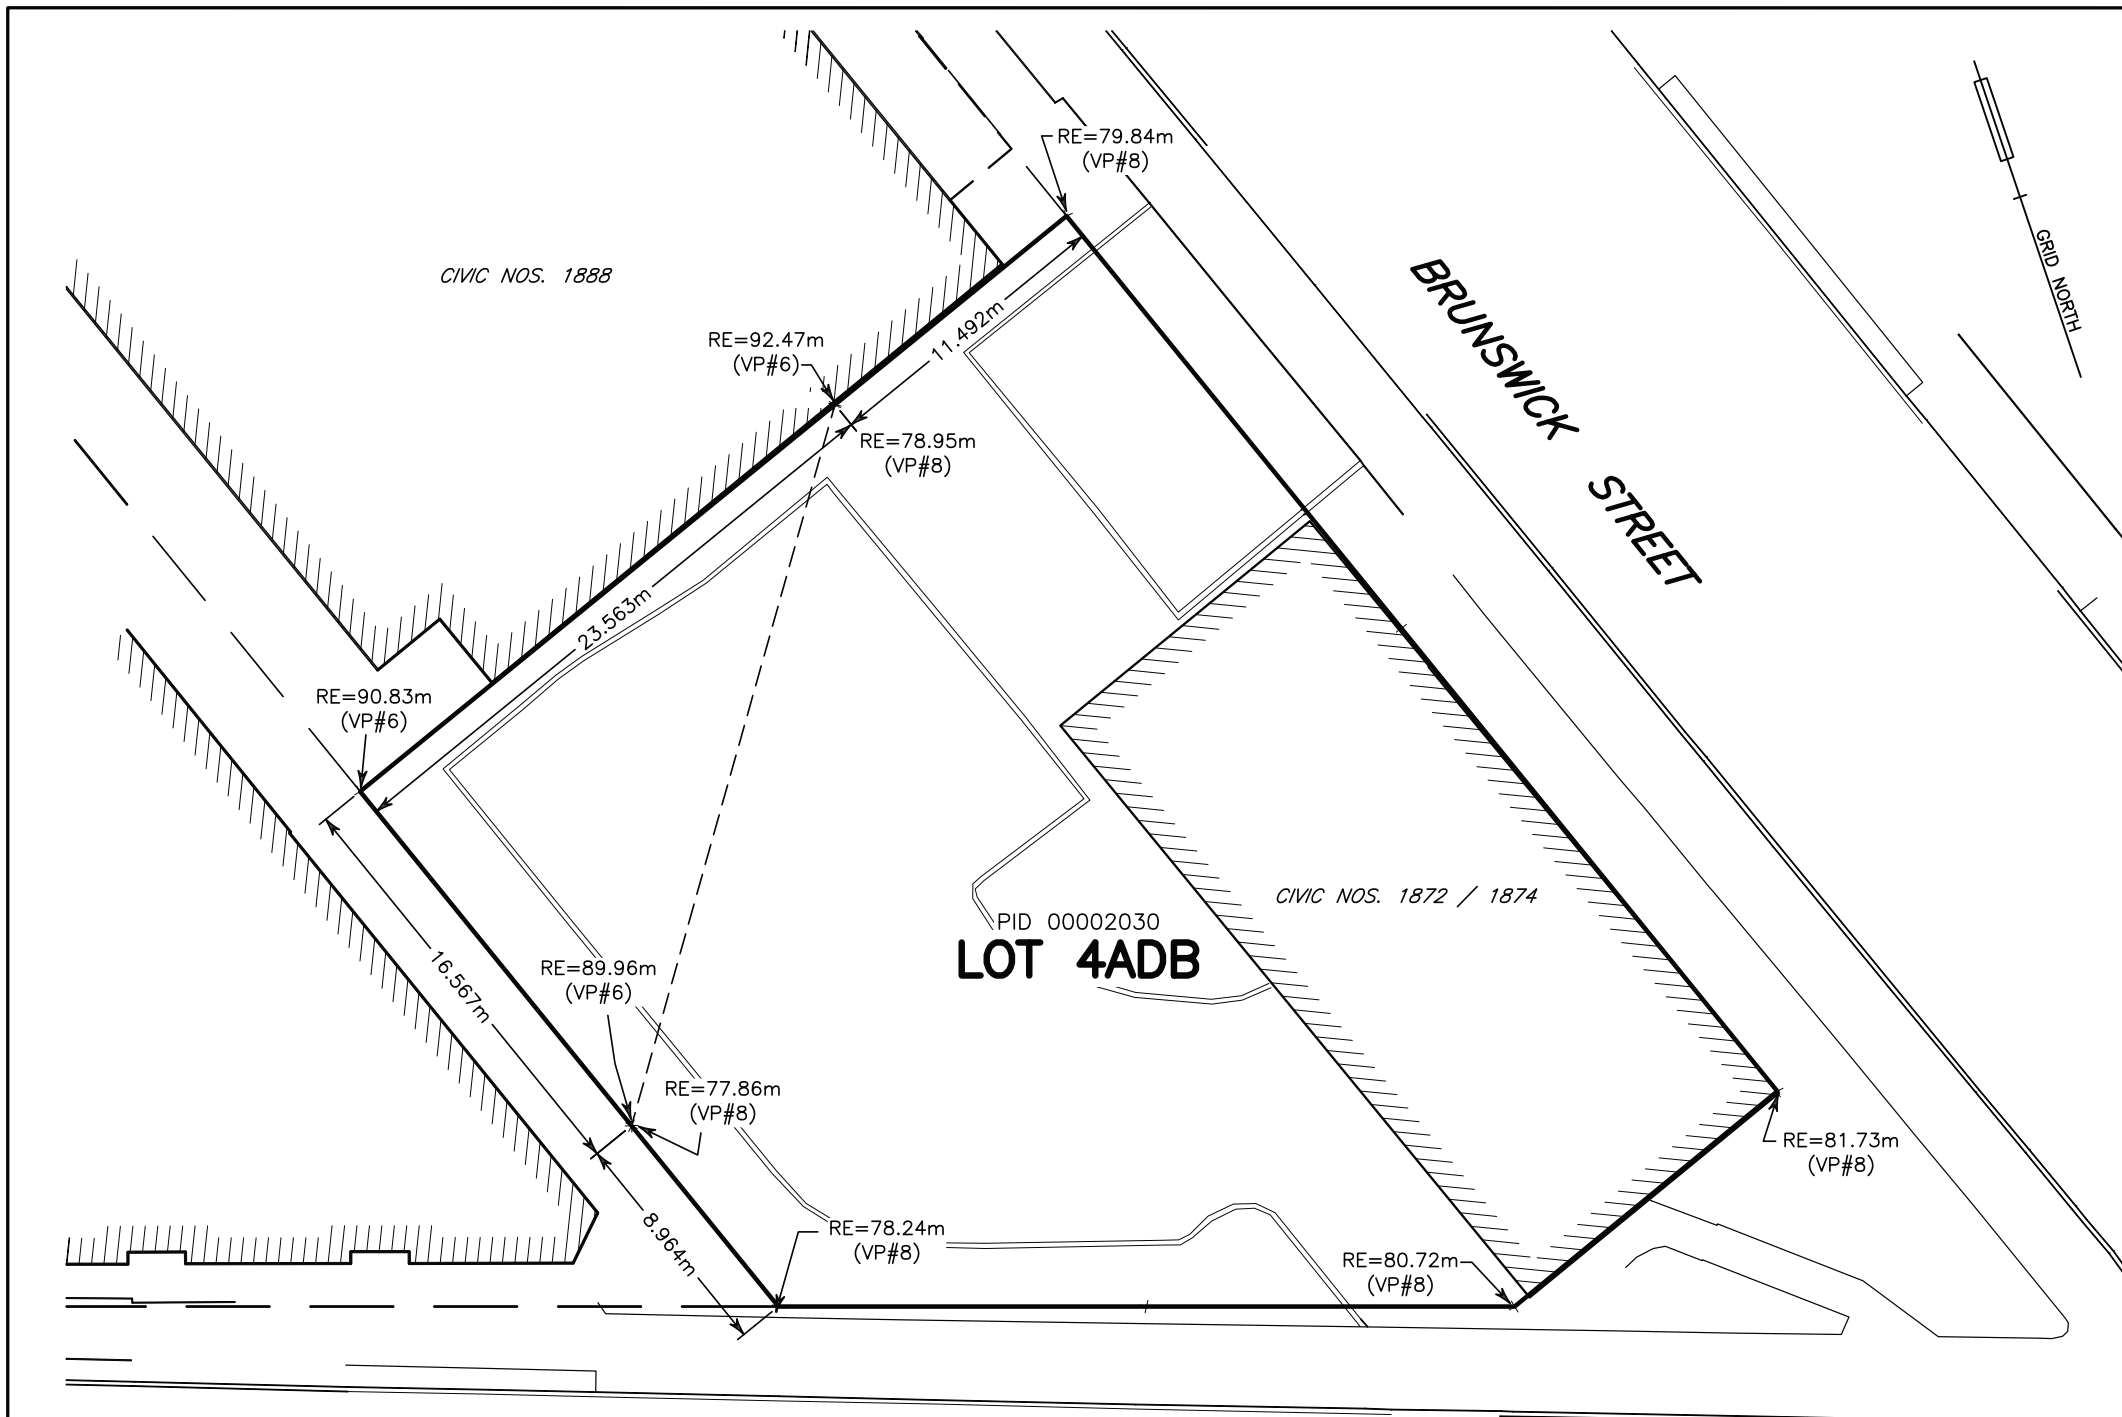 RE=79.84m
(VP#8)
GRID NORTH
CIVIC NOS. 1888
BRUNSWICK STREET
11.492m
RE=92.47m
(VP#6)
RE=78.95m
(VP#8)
23.563m
RE=90.83m
(VP#6)
CIVIC NOS. 1872 / 1874
PID 00002030
LOT 4ADB
16.567m
RE=89.96m
(VP#6)
RE=77.86m
(VP#8)
RE=81.73m
(VP#8)
8.964m
RE=78.24m
(VP#8)
RE=80.72m
(VP#8)